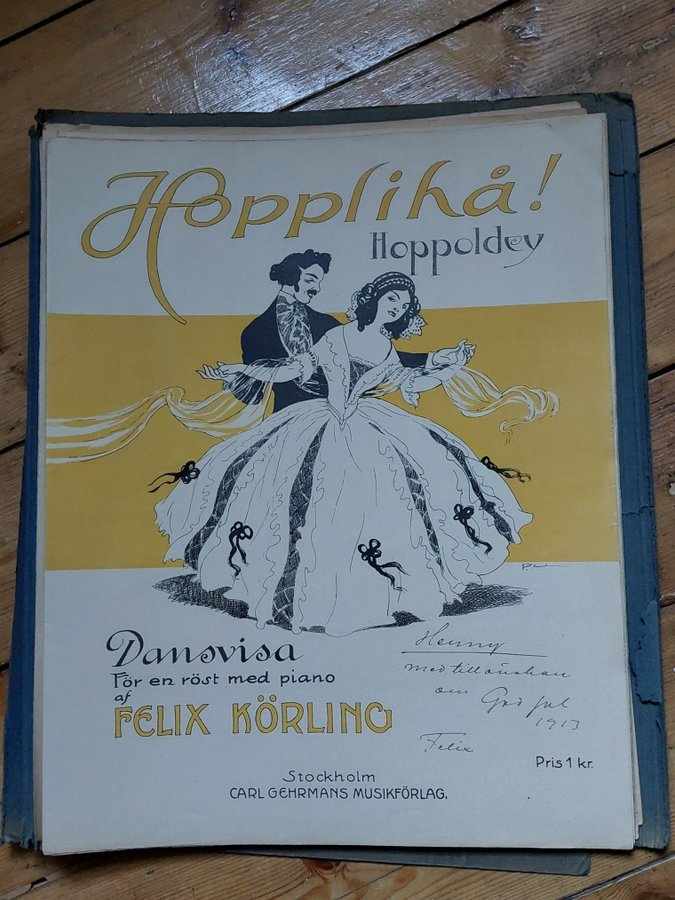 Hopplihå!
Hoppoldey
Dansvisa
För en röst med piano
af
FELIX KÖRLING
Henny
med tillönskan
om God jul
1913
Felix
Pris 1 kr.
Stockholm
CARL GEHRMANS MUSIKFÖRLAG.